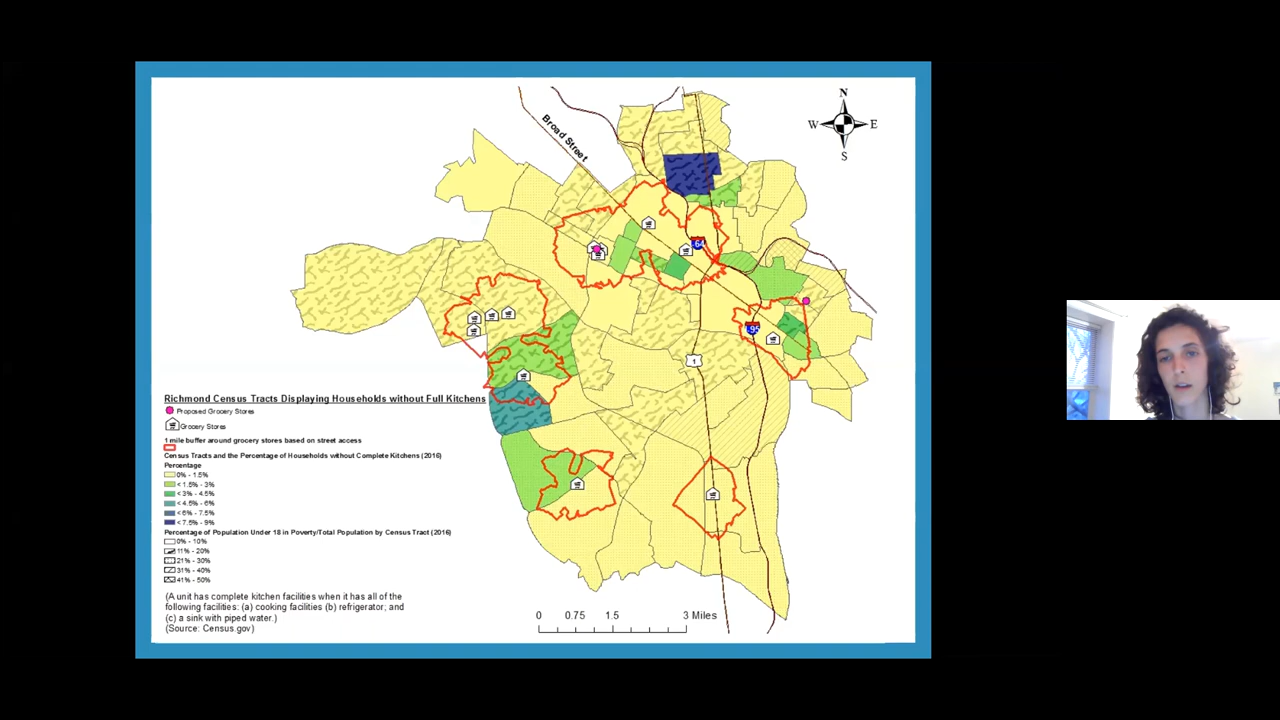 N
W E
S
Broad Street
64
95
1
Richmond Census Tracts Displaying Households without Full Kitchens
Proposed Grocery Stores
Grocery Stores
1 mile buffer around grocery stores based on street access
Census Tracts and the Percentage of Households without Complete Kitchens (2016)
Percentage
0% - 1.5%
< 1.5% - 3%
< 3% - 4.5%
< 4.5% - 6%
< 6% - 7.5%
< 7.5% - 9%
Percentage of Population Under 18 in Poverty/Total Population by Census Tract (2016)
0% - 10%
11% - 20%
21% - 30%
31% - 40%
41% - 50%
(A unit has complete kitchen facilities when it has all of the
following facilities: (a) cooking facilities (b) refrigerator; and
(c) a sink with piped water.)
(Source: Census.gov)
0 0.75 1.5 3 Miles